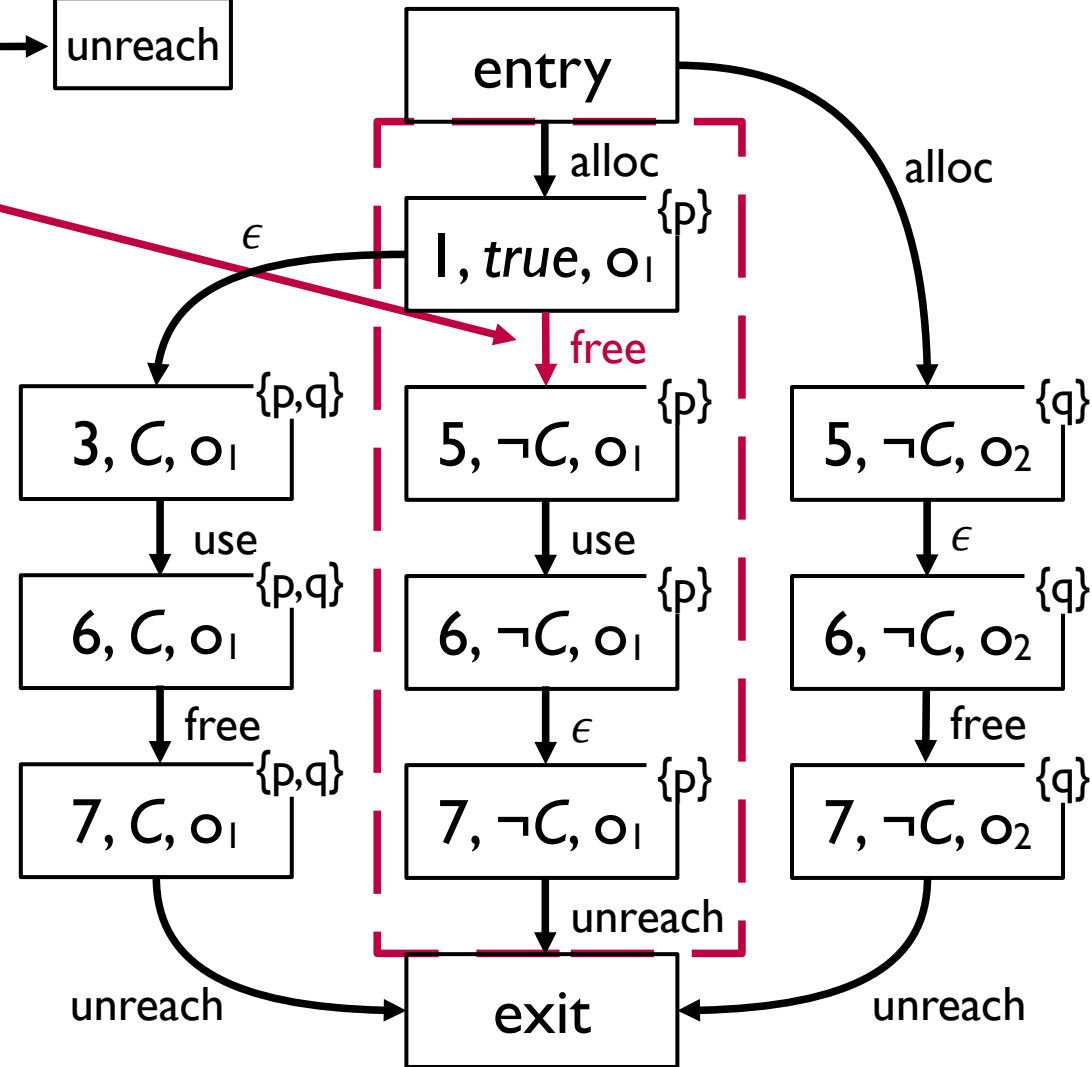 unreach
entry
alloc
alloc
{p}
1, true, o₁
ϵ
free
{p,q}
3, C, o₁
{p}
5, ¬C, o₁
{q}
5, ¬C, o₂
use
use
ϵ
{p,q}
6, C, o₁
{p}
6, ¬C, o₁
{q}
6, ¬C, o₂
free
ϵ
free
{p,q}
7, C, o₁
{p}
7, ¬C, o₁
{q}
7, ¬C, o₂
unreach
unreach
unreach
exit